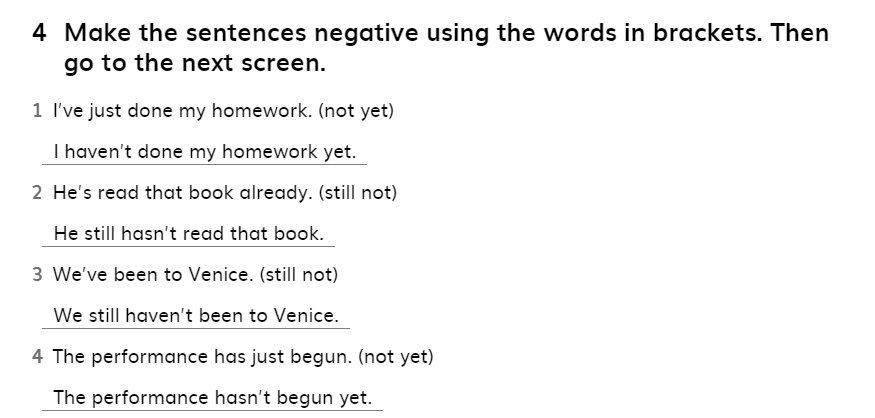 4 Make the sentences negative using the words in brackets. Then
go to the next screen.
1 I've just done my homework. (not yet)
I haven't done my homework yet.
2 He's read that book already. (still not)
He still hasn't read that book.
3 We've been to Venice. (still not)
We still haven't been to Venice.
4 The performance has just begun. (not yet)
The performance hasn't begun yet.